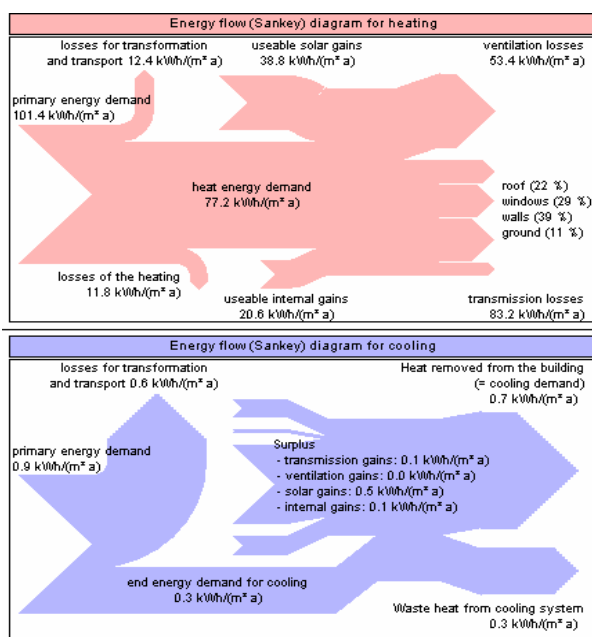 Energy flow (Sankey) diagram for heating
losses for transformation
and transport 12.4 kWh/(m² a)
useable solar gains
38.8 kWh/(m² a)
ventilation losses
53.4 kWh/(m² a)
primary energy demand
101.4 kWh/(m² a)
heat energy demand
77.2 kWh/(m² a)
roof (22 %)
windows (29 %)
walls (39 %)
ground (11 %)
losses of the heating
11.8 kWh/(m² a)
useable internal gains
20.6 kWh/(m² a)
transmission losses
83.2 kWh/(m² a)
Energy flow (Sankey) diagram for cooling
losses for transformation
and transport 0.6 kWh/(m² a)
Heat removed from the building
(= cooling demand)
0.7 kWh/(m² a)
primary energy demand
0.9 kWh/(m² a)
Surplus
- transmission gains: 0.1 kWh/(m² a)
- ventilation gains: 0.0 kWh/(m² a)
- solar gains: 0.5 kWh/(m² a)
- internal gains: 0.1 kWh/(m² a)
end energy demand for cooling
0.3 kWh/(m² a)
Waste heat from cooling system
0.3 kWh/(m² a)